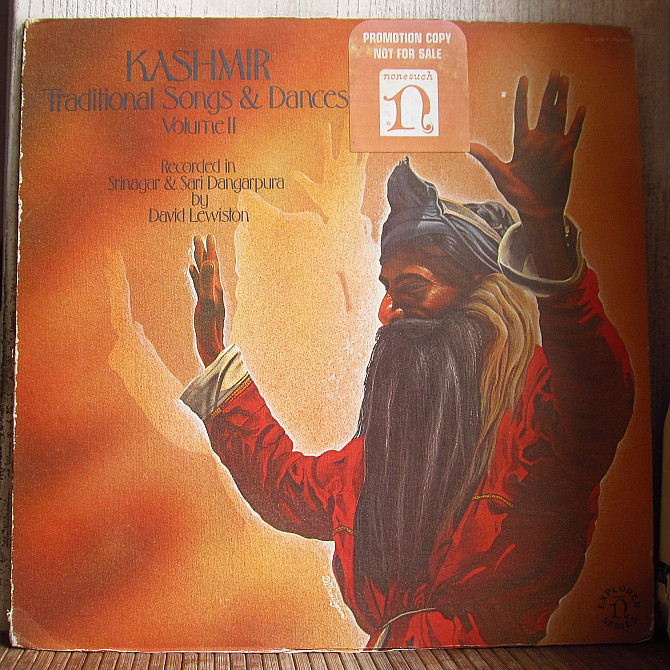 KASHMIR
Traditional Songs & Dances
Volume II
Recorded in
Srinagar & Sari Dangarpura
by
David Lewiston
PROMOTION COPY
NOT FOR SALE
nonesuch
n
EXPLORER
n
SERIES